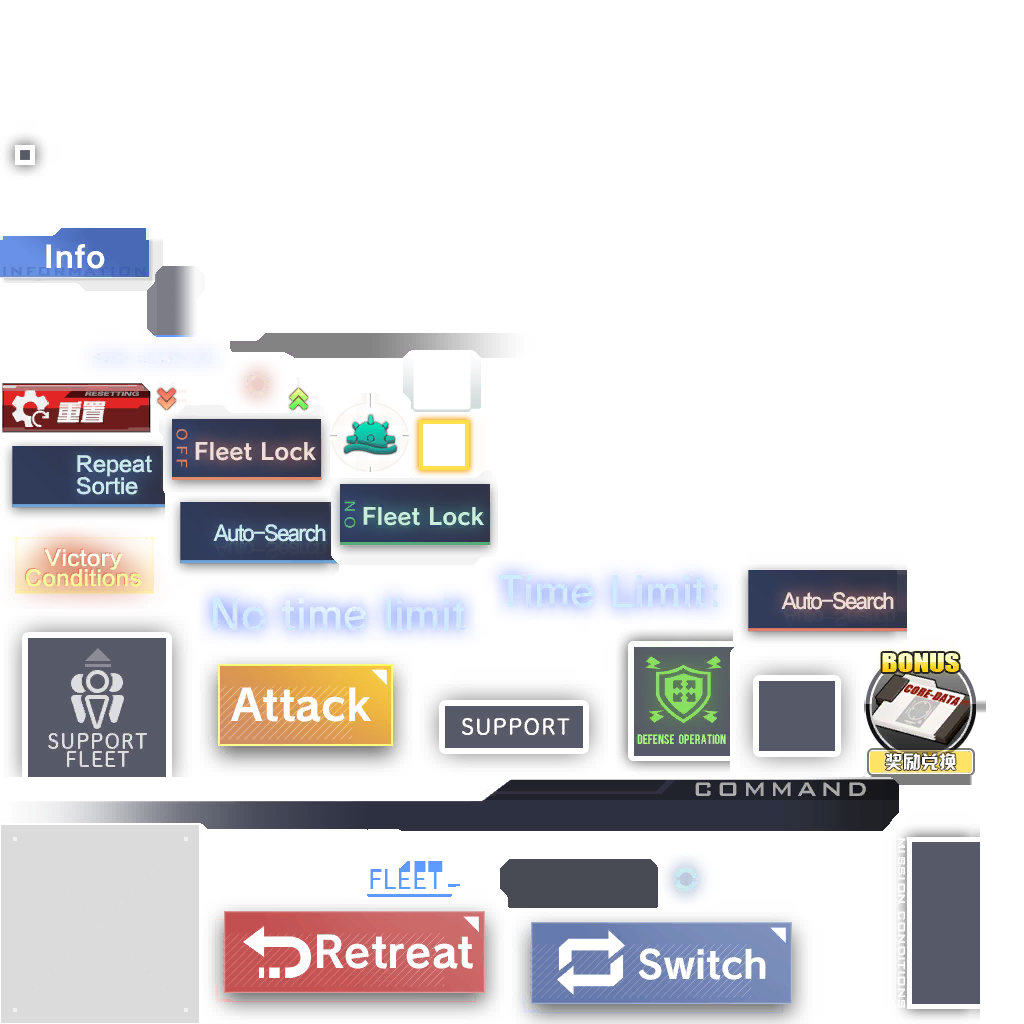 Info
INFORMATION
RESETTING
重置
OFF
Fleet Lock
Repeat
Sortie
NO
Fleet Lock
Auto-Search
Victory
Conditions
No time limit
Time Limit:
Auto-Search
SUPPORT
FLEET
Attack
SUPPORT
DEFENSE OPERATION
BONUS
CORE-DATA
奖励兑换
COMMAND
FLEET
MISSION CONDITIONS
Retreat
Switch